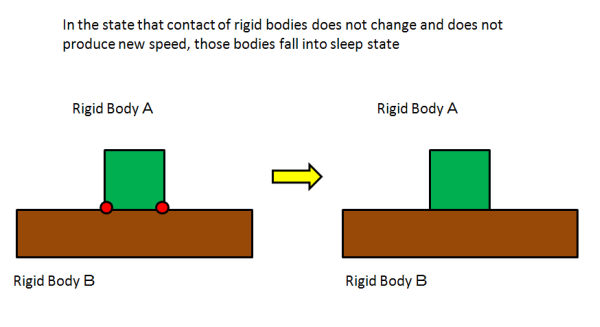 In the state that contact of rigid bodies does not change and does not
produce new speed, those bodies fall into sleep state
Rigid Body A
Rigid Body A
Rigid Body B
Rigid Body B